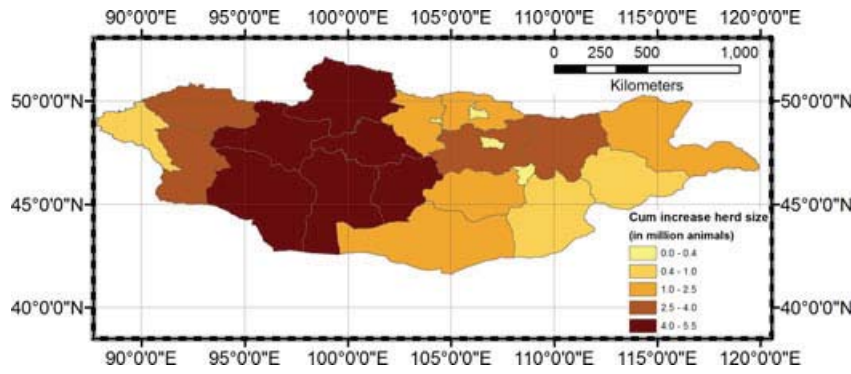 90°0'0"E 95°0'0"E 100°0'0"E 105°0'0"E 110°0'0"E 115°0'0"E 120°0'0"E
0 250 500 1,000
Kilometers
50°0'0"N 50°0'0"N
45°0'0"N 45°0'0"N
Cum increase herd size
(in million animals)
0.0 - 0.4
0.4 - 1.0
1.0 - 2.5
2.5 - 4.0
4.0 - 5.5
40°0'0"N 40°0'0"N
90°0'0"E 95°0'0"E 100°0'0"E 105°0'0"E 110°0'0"E 115°0'0"E 120°0'0"E